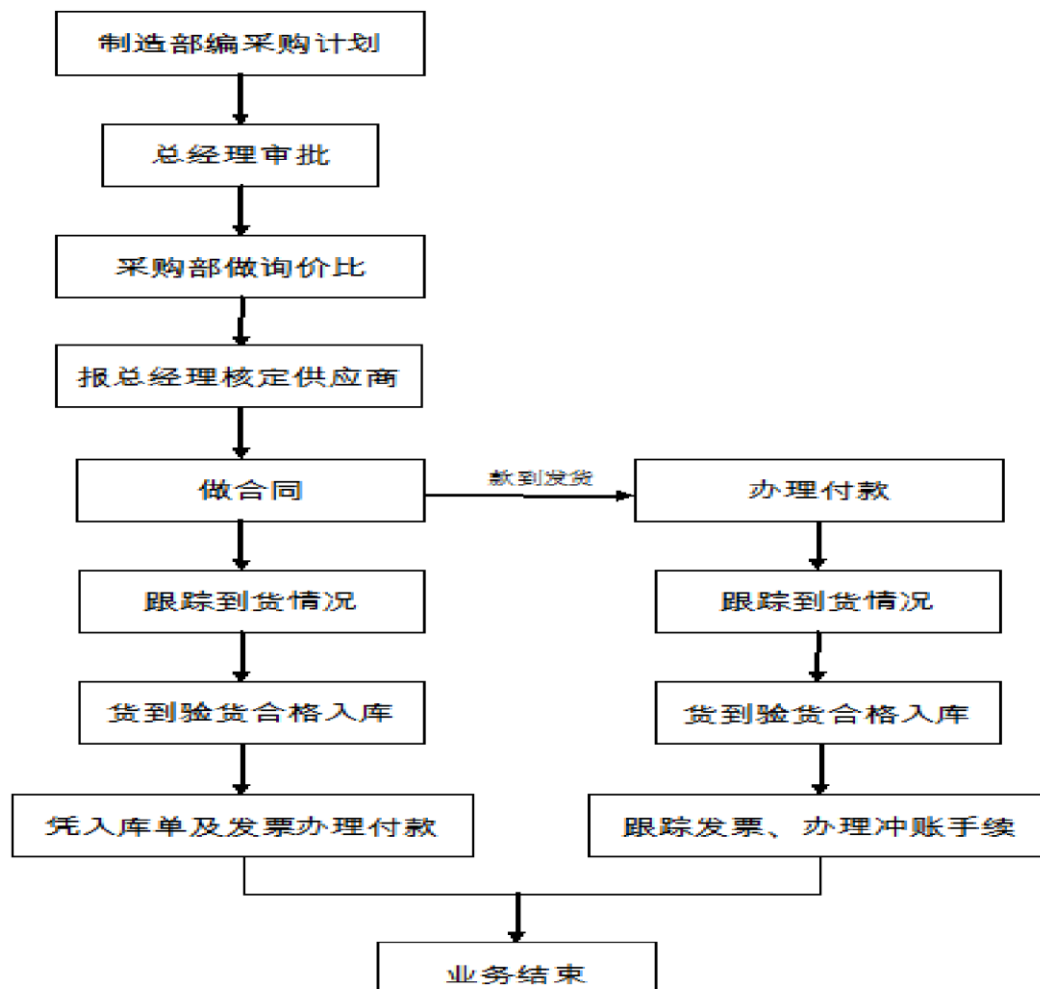 制造部编采购计划
总经理审批
采购部做询价比
报总经理核定供应商
做合同
款到发货
办理付款
跟踪到货情况
跟踪到货情况
货到验货合格入库
货到验货合格入库
凭入库单及发票办理付款
跟踪发票、办理冲账手续
业务结束